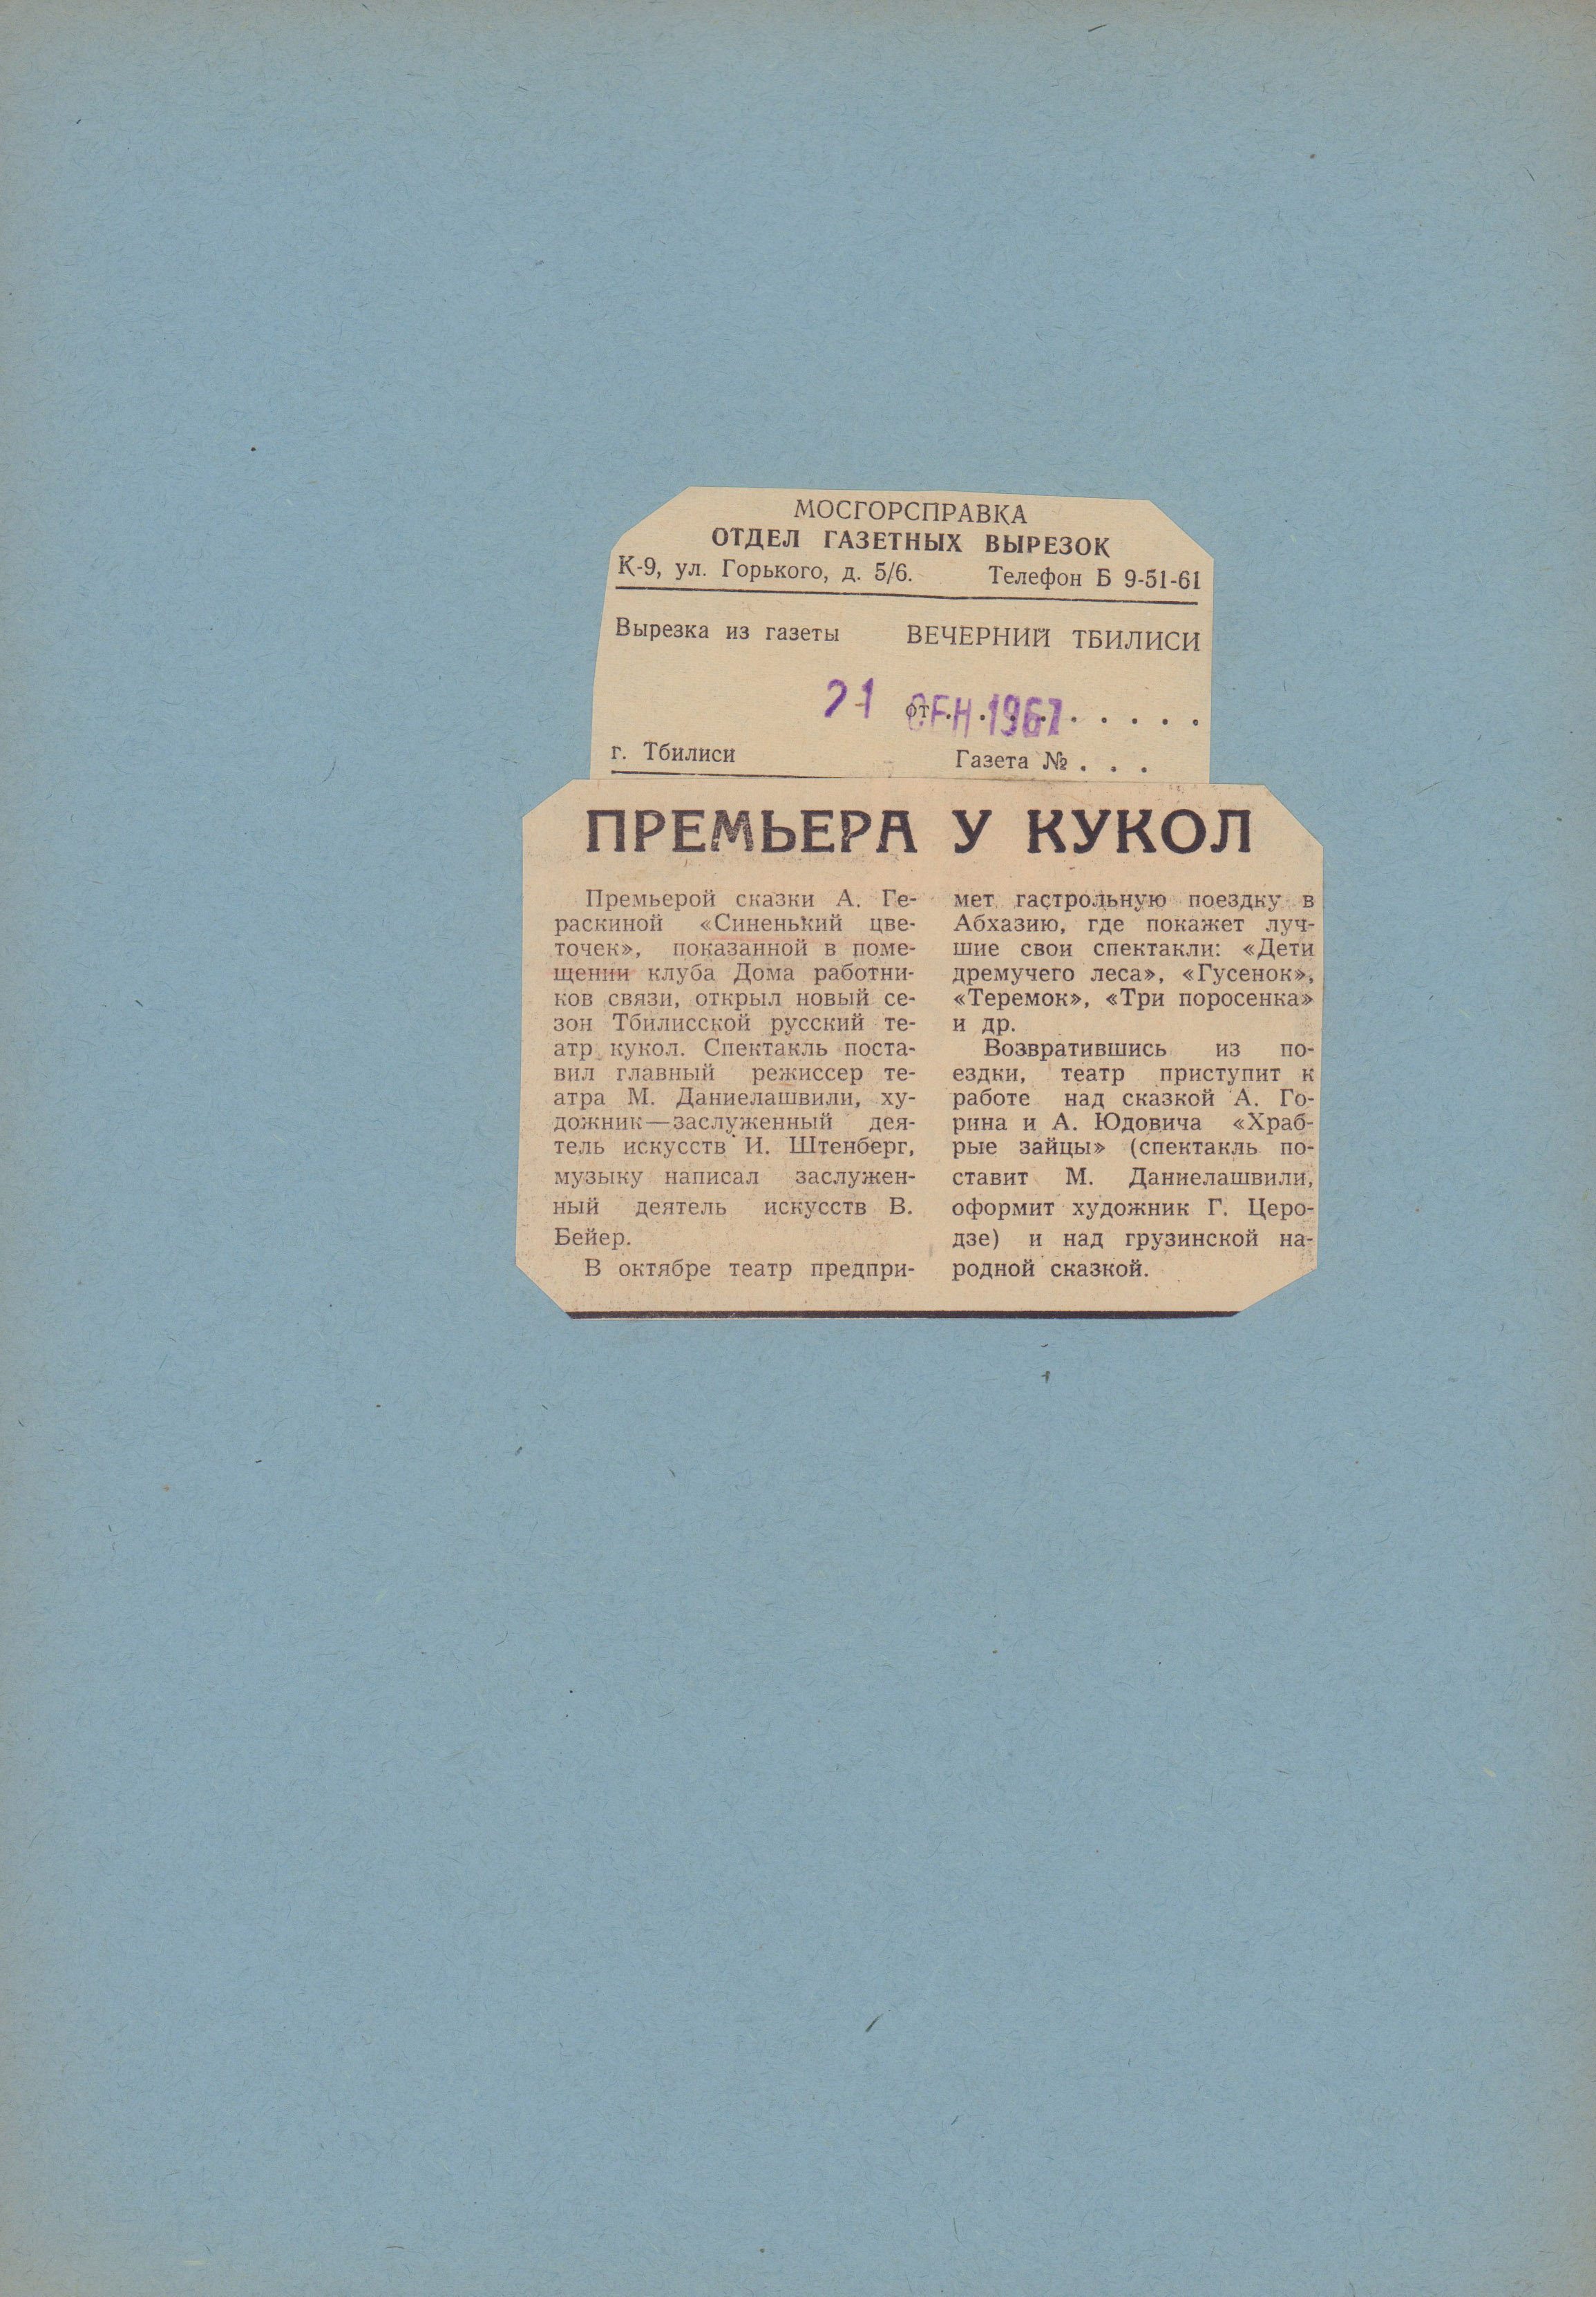 МОСГОРСПРАВКА
ОТДЕЛ ГАЗЕТНЫХ ВЫРЕЗОК
К-9, ул. Горького, д. 5/6. Телефон Б 9-51-61
Вырезка из газеты ВЕЧЕРНИЙ ТБИЛИСИ
21 СЕН 1967
от . . . . . . . . .
г. Тбилиси Газета № . . .
ПРЕМЬЕРА У КУКОЛ
Премьерой сказки А. Ге-
раскиной «Синенький цве-
точек», показанной в поме-
щении клуба Дома работни-
ков связи, открыл новый се-
зон Тбилисской русский те-
атр кукол. Спектакль поста-
вил главный режиссер те-
атра М. Даниелашвили, ху-
дожник—заслуженный дея-
тель искусств И. Штенберг,
музыку написал заслужен-
ный деятель искусств В.
Бейер.
В октябре театр предпри-
мет гастрольную поездку в
Абхазию, где покажет луч-
шие свои спектакли: «Дети
дремучего леса», «Гусенок»,
«Теремок», «Три поросенка»
и др.
Возвратившись из по-
ездки, театр приступит к
работе над сказкой А. Го-
рина и А. Юдовича «Храб-
рые зайцы» (спектакль по-
ставит М. Даниелашвили,
оформит художник Г. Церо-
дзе) и над грузинской на-
родной сказкой.